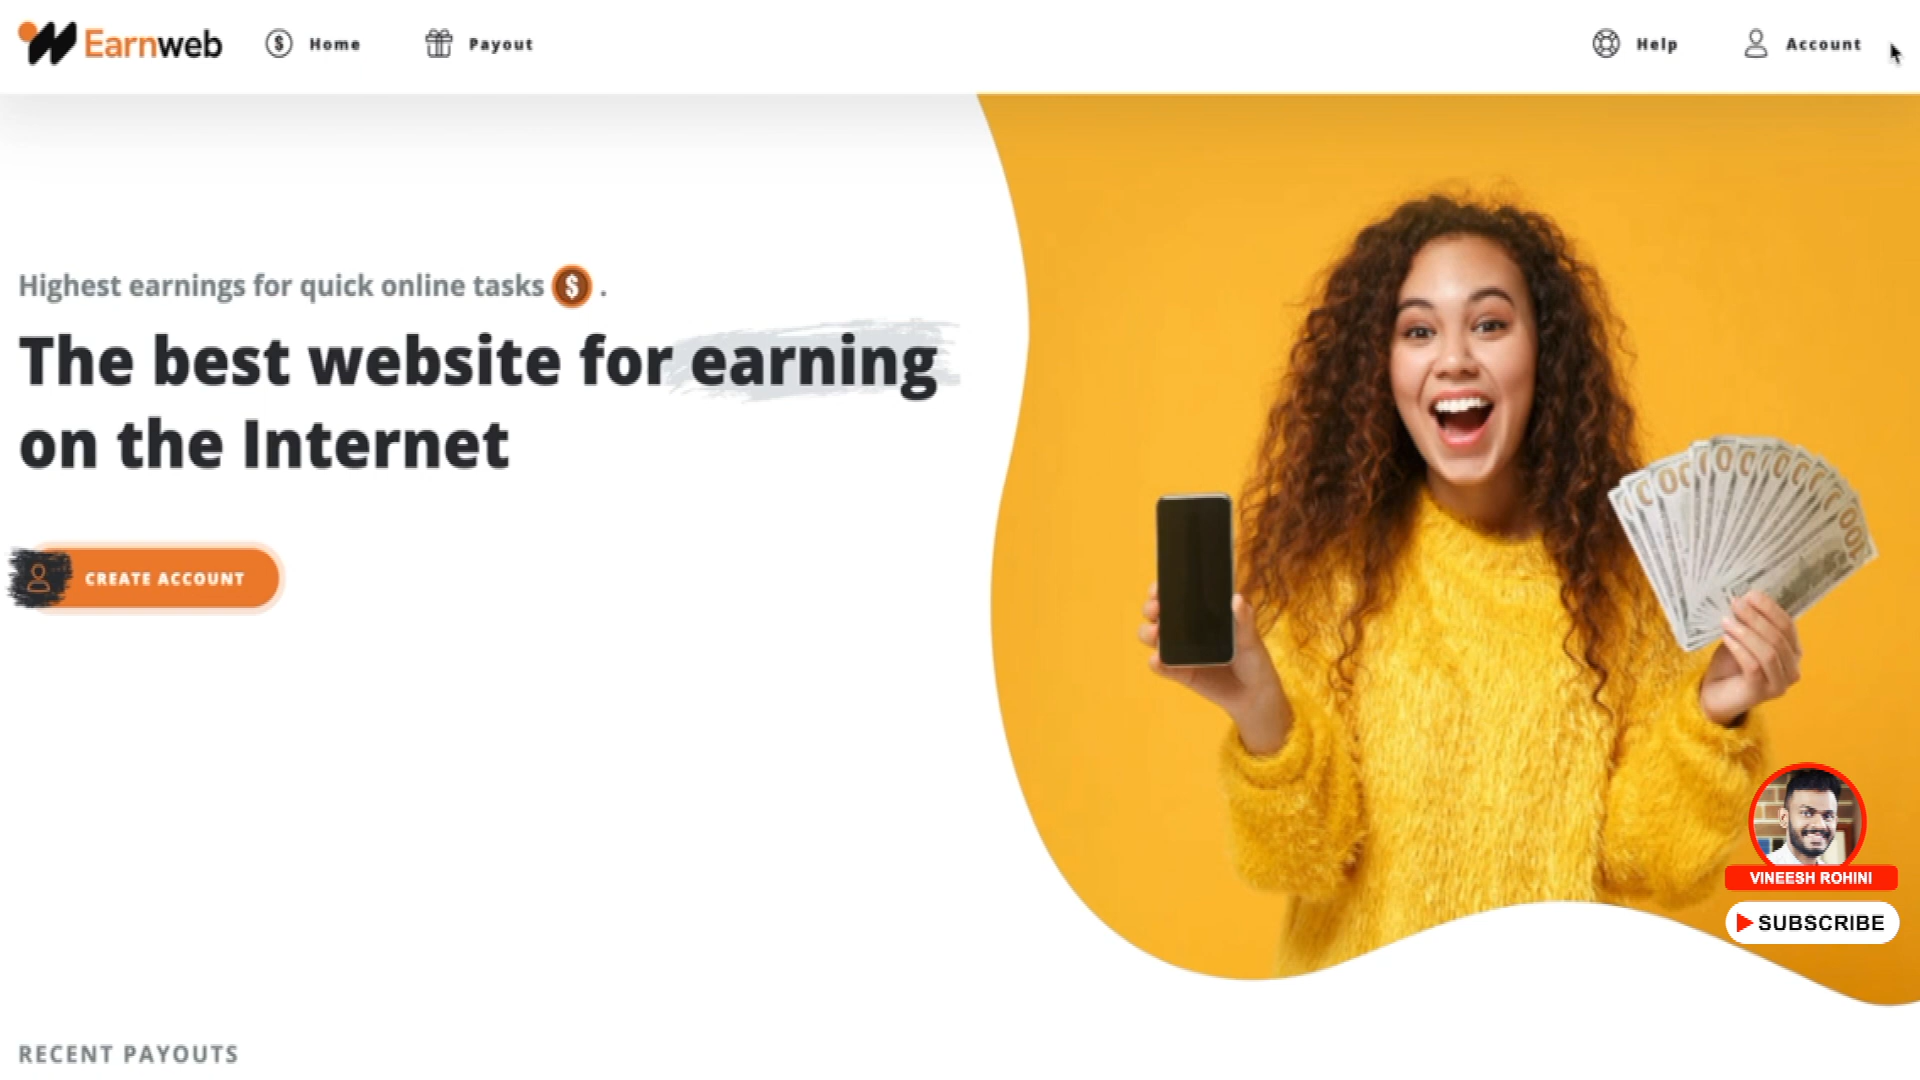 Earnweb
Home
Payout
Help
Account
Highest earnings for quick online tasks $ .
The best website for earning
on the Internet
CREATE ACCOUNT
VINEESH ROHINI
SUBSCRIBE
RECENT PAYOUTS